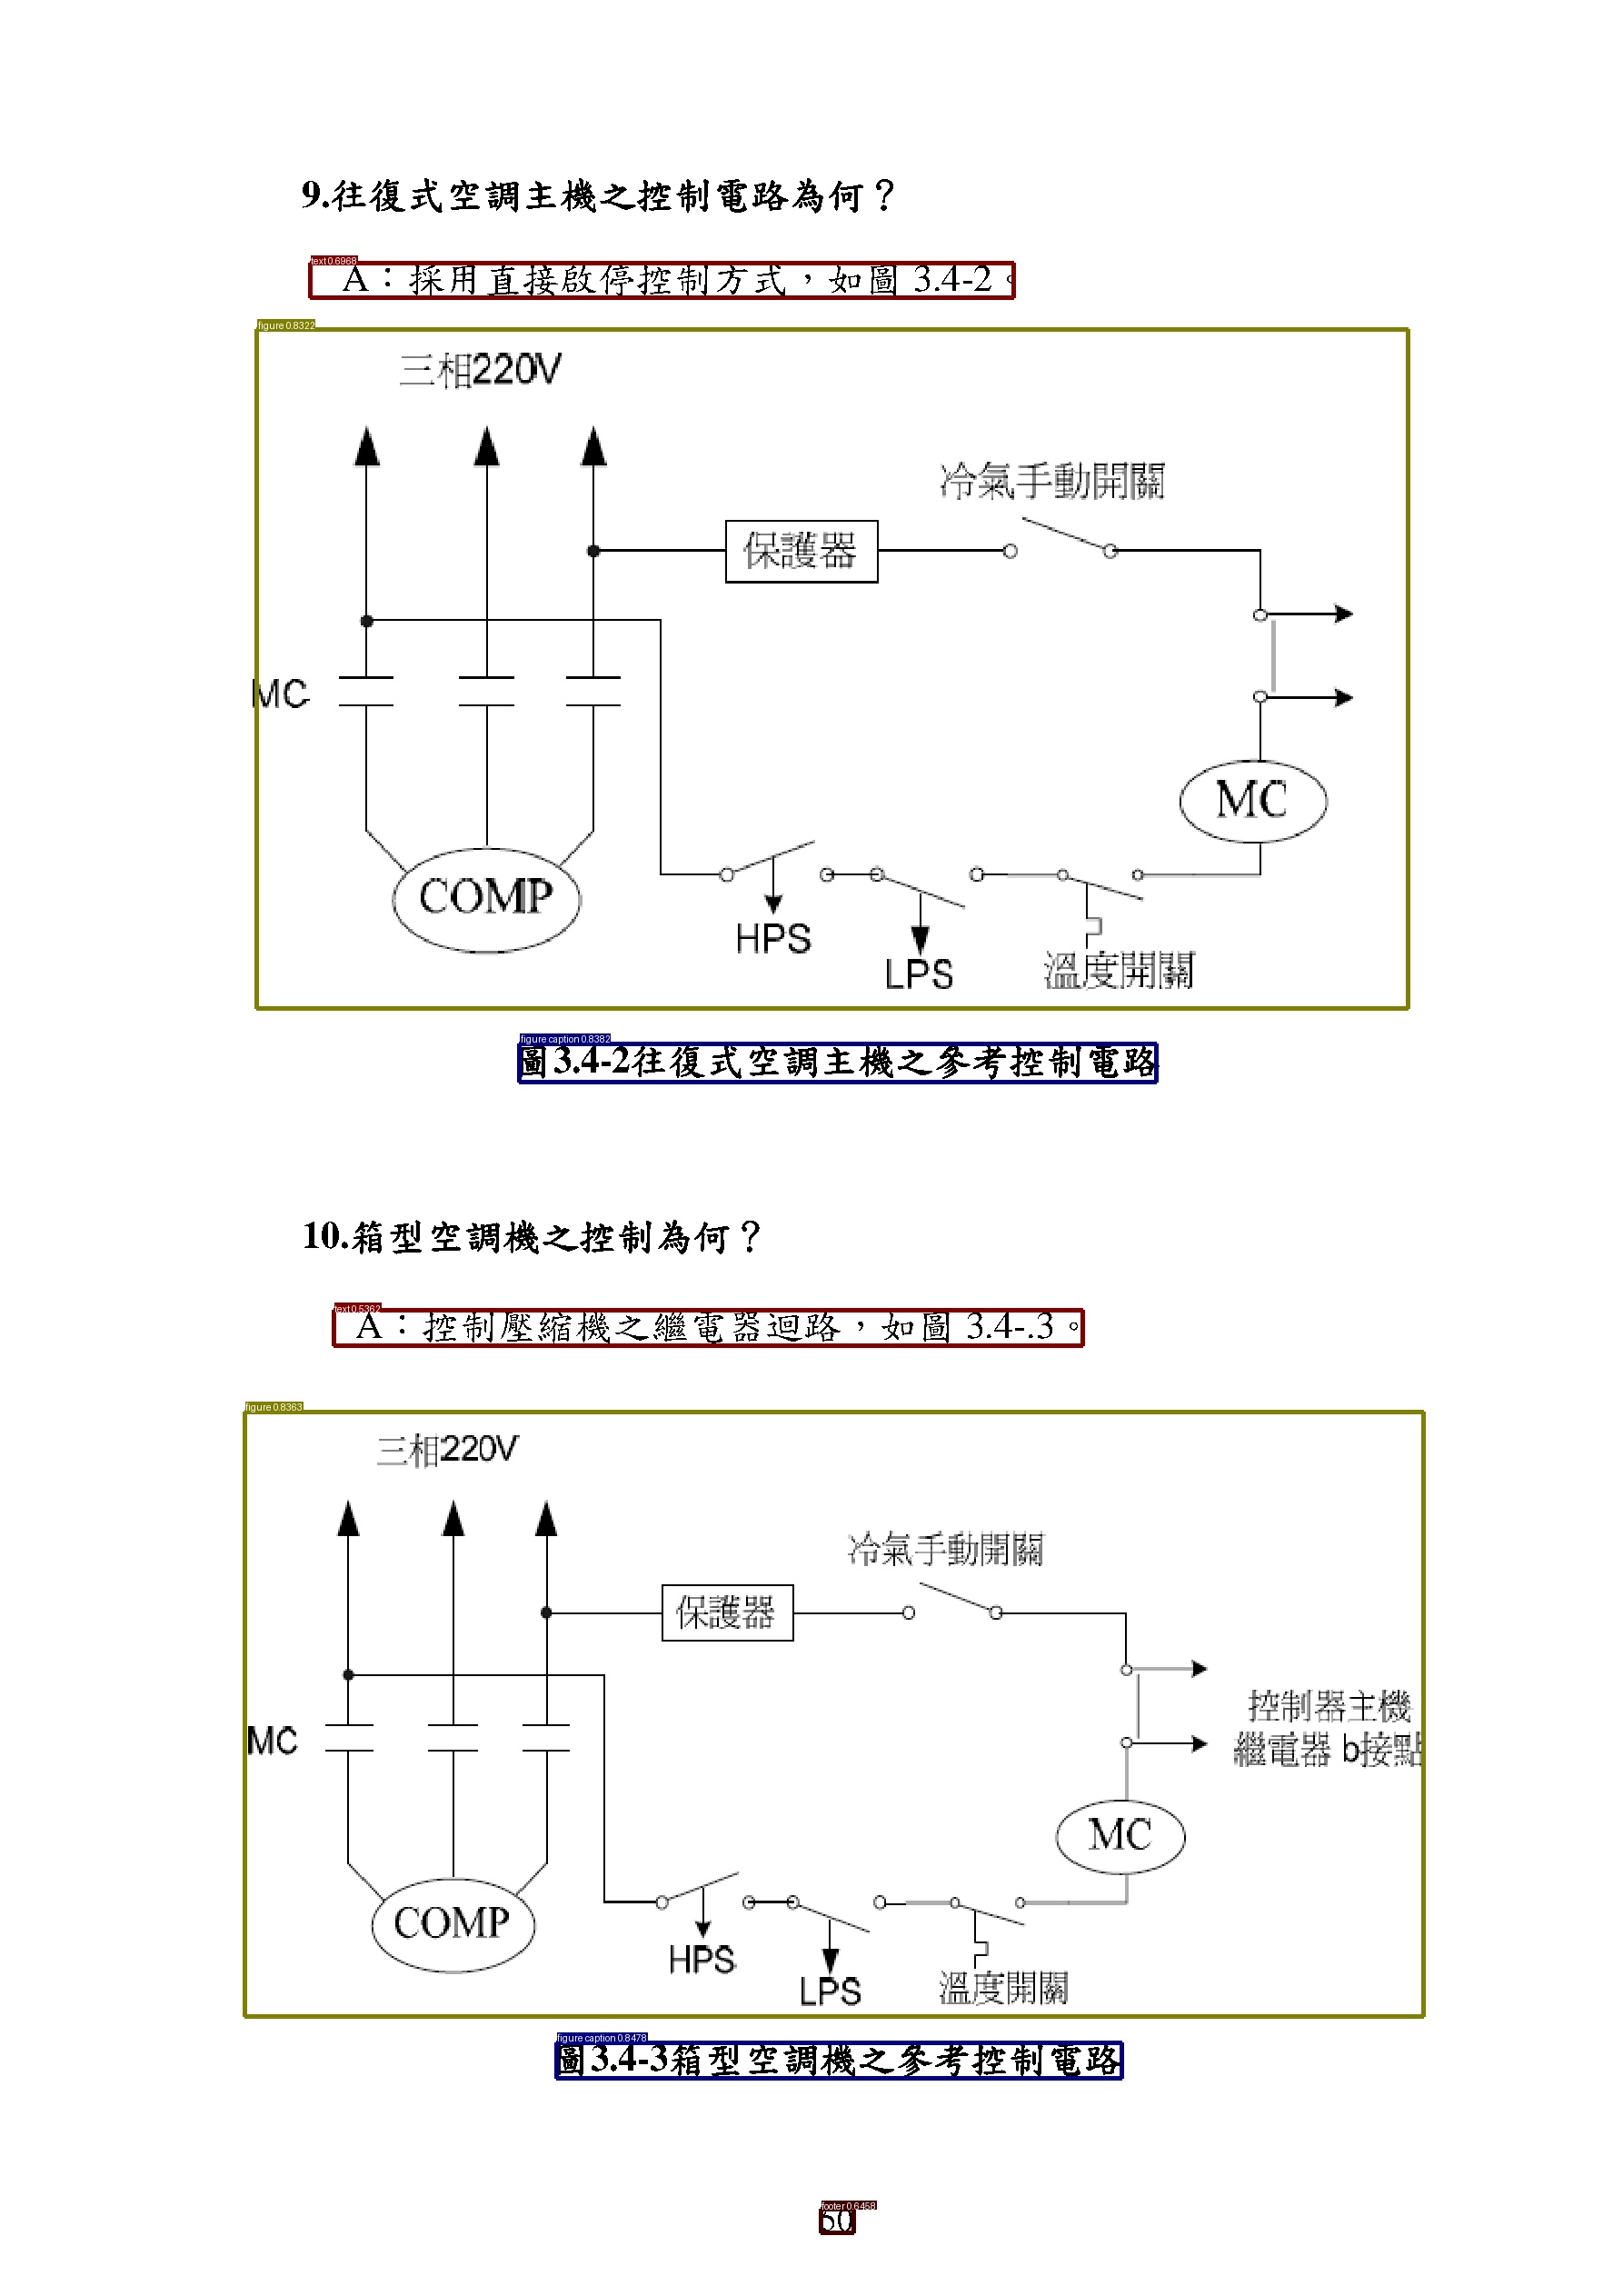 9.往復式空調主機之控制電路為何？
text 0.6968
A：採用直接啟停控制方式，如圖 3.4-2。
figure 0.8322
三相220V
冷氣手動開關
保護器
MC
MC
COMP
HPS
LPS
溫度開關
figure caption 0.8382
圖3.4-2往復式空調主機之參考控制電路
10.箱型空調機之控制為何？
text 0.5362
A：控制壓縮機之繼電器迴路，如圖 3.4-.3。
figure 0.8363
三相220V
冷氣手動開關
保護器
控制器主機
MC
繼電器 b接點
MC
COMP
HPS
LPS
溫度開關
figure caption 0.8478
圖3.4-3箱型空調機之參考控制電路
footer 0.6458
50